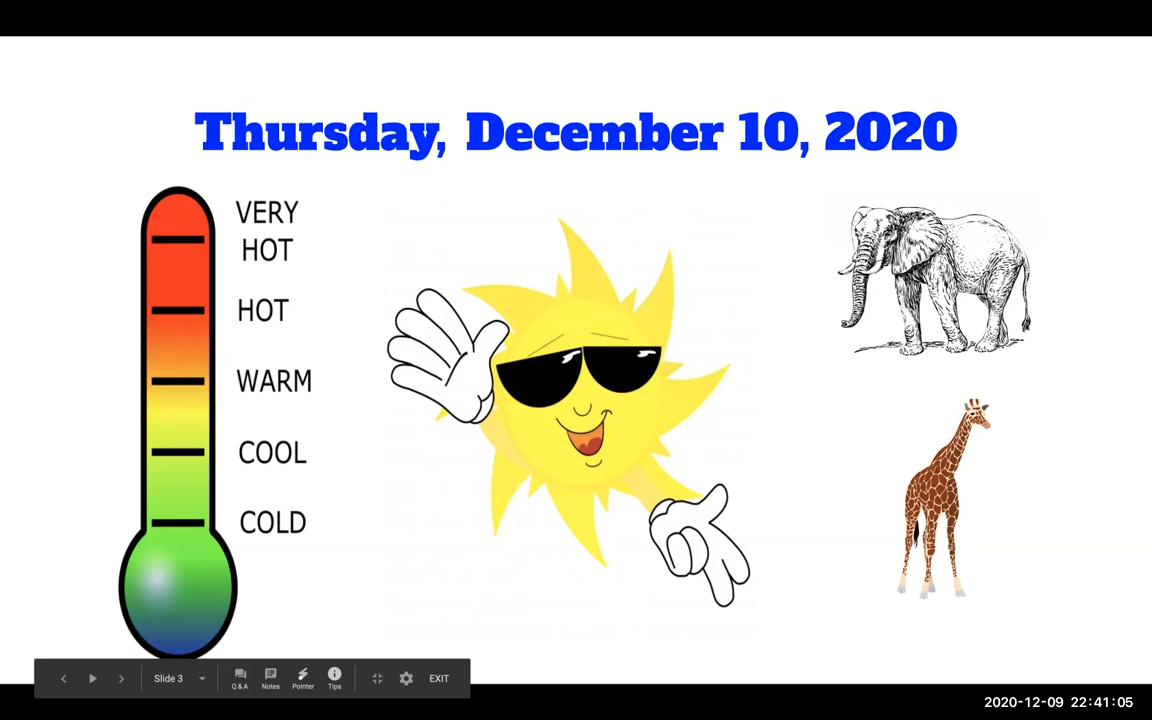 Thursday, December 10, 2020
VERY
HOT
HOT
WARM
COOL
COLD
Slide 3
Q & A
Notes
Pointer
Tips
EXIT
2020-12-09 22:41:05